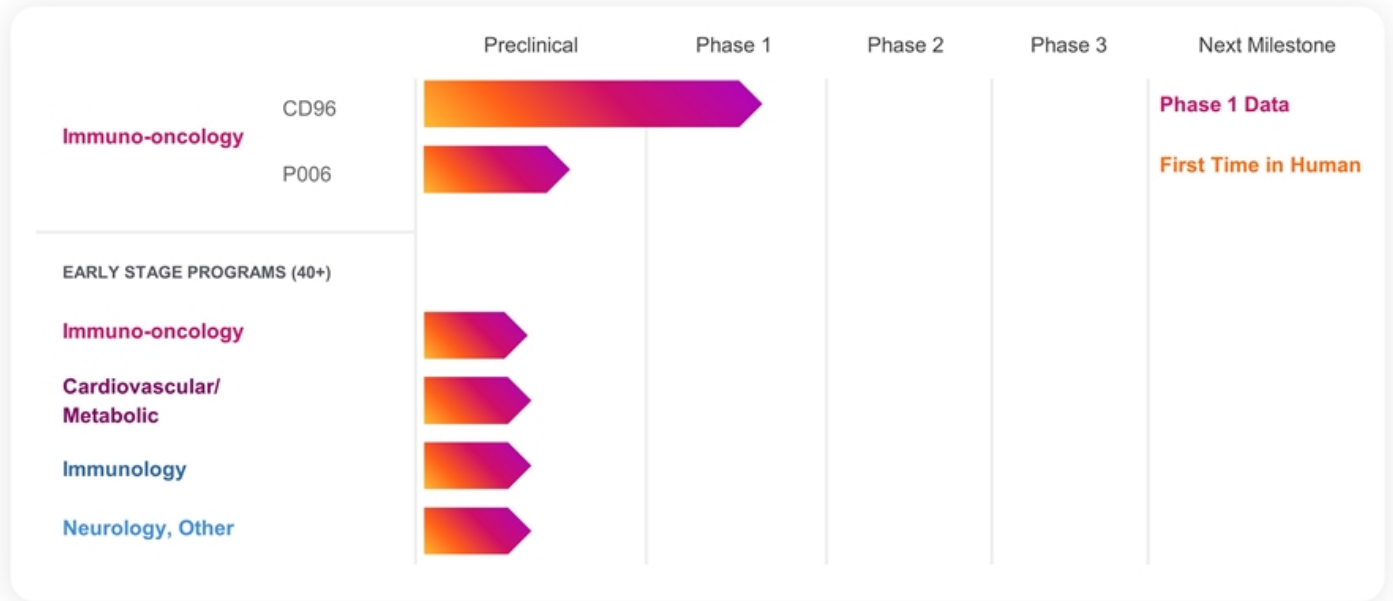 Preclinical Phase 1 Phase 2 Phase 3 Next Milestone
CD96 Phase 1 Data
Immuno-oncology
P006 First Time in Human
EARLY STAGE PROGRAMS (40+)
Immuno-oncology
Cardiovascular/
Metabolic
Immunology
Neurology, Other